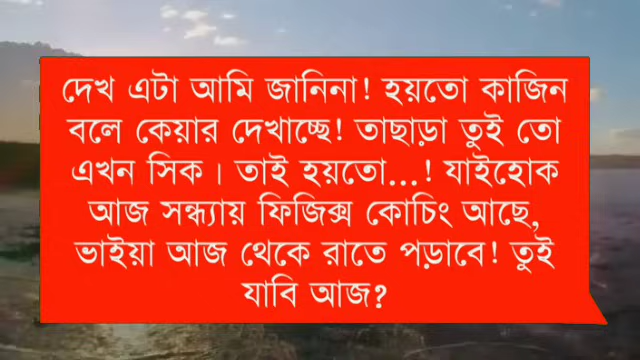 দেখ এটা আমি জানিনা! হয়তো কাজিন
বলে কেয়ার দেখাচ্ছে! তাছাড়া তুই তো
এখন সিক। তাই হয়তো...! যাইহোক
আজ সন্ধ্যায় ফিজিক্স কোচিং আছে,
ভাইয়া আজ থেকে রাতে পড়াবে! তুই
যাবি আজ?